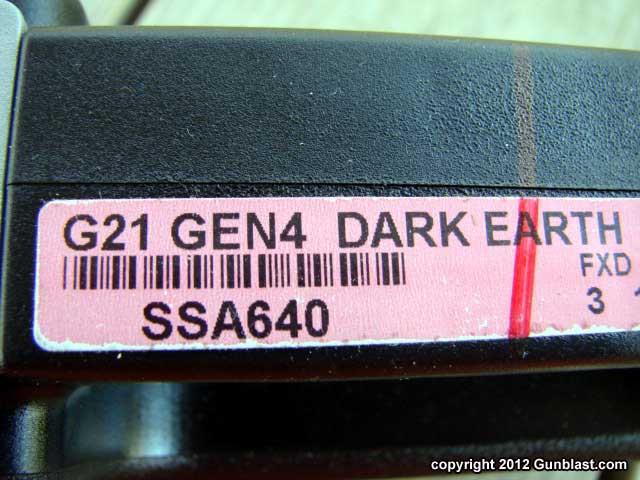 G21 GEN4 DARK EARTH
FXD
SSA640
3
copyright 2012 Gunblast.com